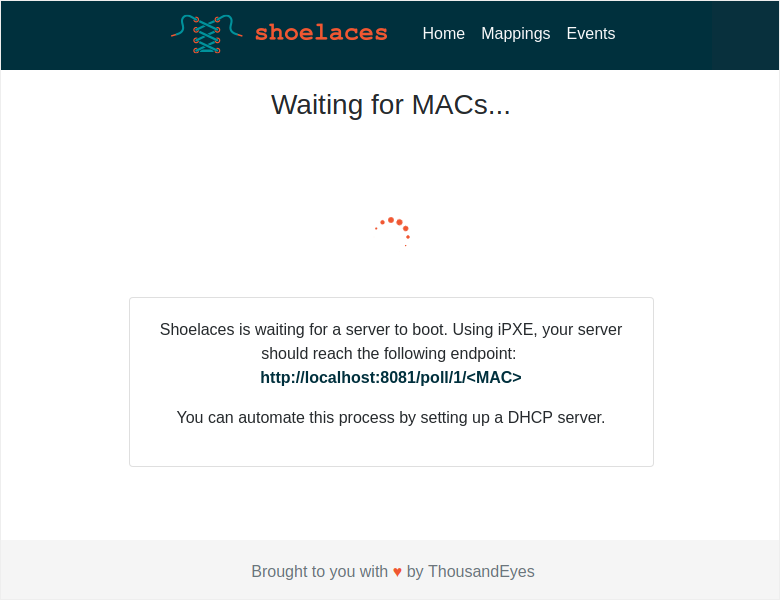 shoelaces Home Mappings Events
Waiting for MACs...
Shoelaces is waiting for a server to boot. Using iPXE, your server
should reach the following endpoint:
http://localhost:8081/poll/1/<MAC>
You can automate this process by setting up a DHCP server.
Brought to you with ♥ by ThousandEyes